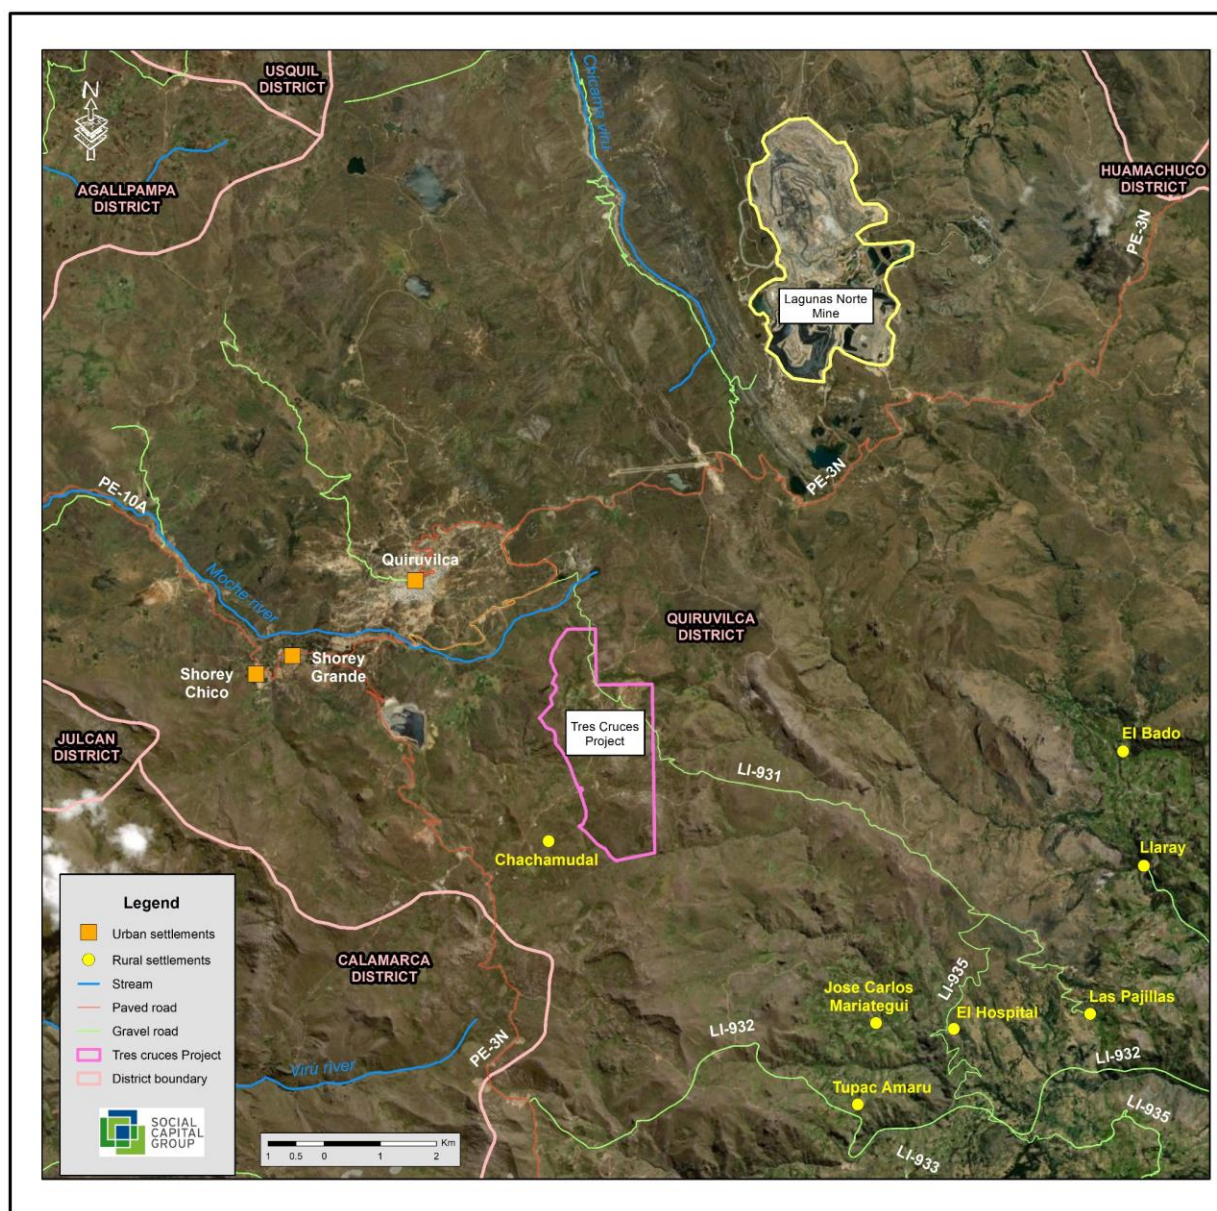 USQUIL
DISTRICT
N
Chicama viru
AGALLPAMPA
DISTRICT
HUAMACHUCO
DISTRICT
PE-3N
Lagunas Norte
Mine
PE-10A
PE-3N
Quiruvilca
Moche river
QUIRUVILCA
DISTRICT
Shorey
Grande
Shorey
Chico
Tres Cruces
Project
JULCAN
DISTRICT
El Bado
LI-931
Chachamudal
Llaray
CALAMARCA
DISTRICT
LI-935
Jose Carlos
Mariategui
Las Pajillas
El Hospital
LI-932
PE-3N
LI-932
Virú river
Tupac Amaru
LI-935
LI-933
Legend
Urban settlements
Rural settlements
Stream
Paved road
Gravel road
Tres cruces Project
District boundary
SOCIAL
CAPITAL
GROUP
Km
1 0.5 0 1 2